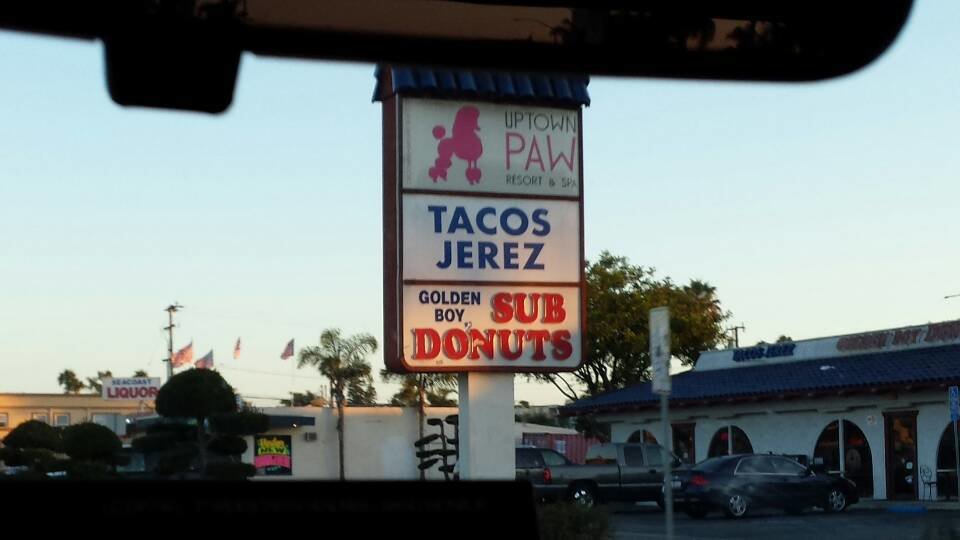 UPTOWN
PAW
RESORT & SPA
TACOS
JEREZ
GOLDEN
BOY
SUB
DONUTS
SEACOAST
LIQUOR
TACOS JEREZ